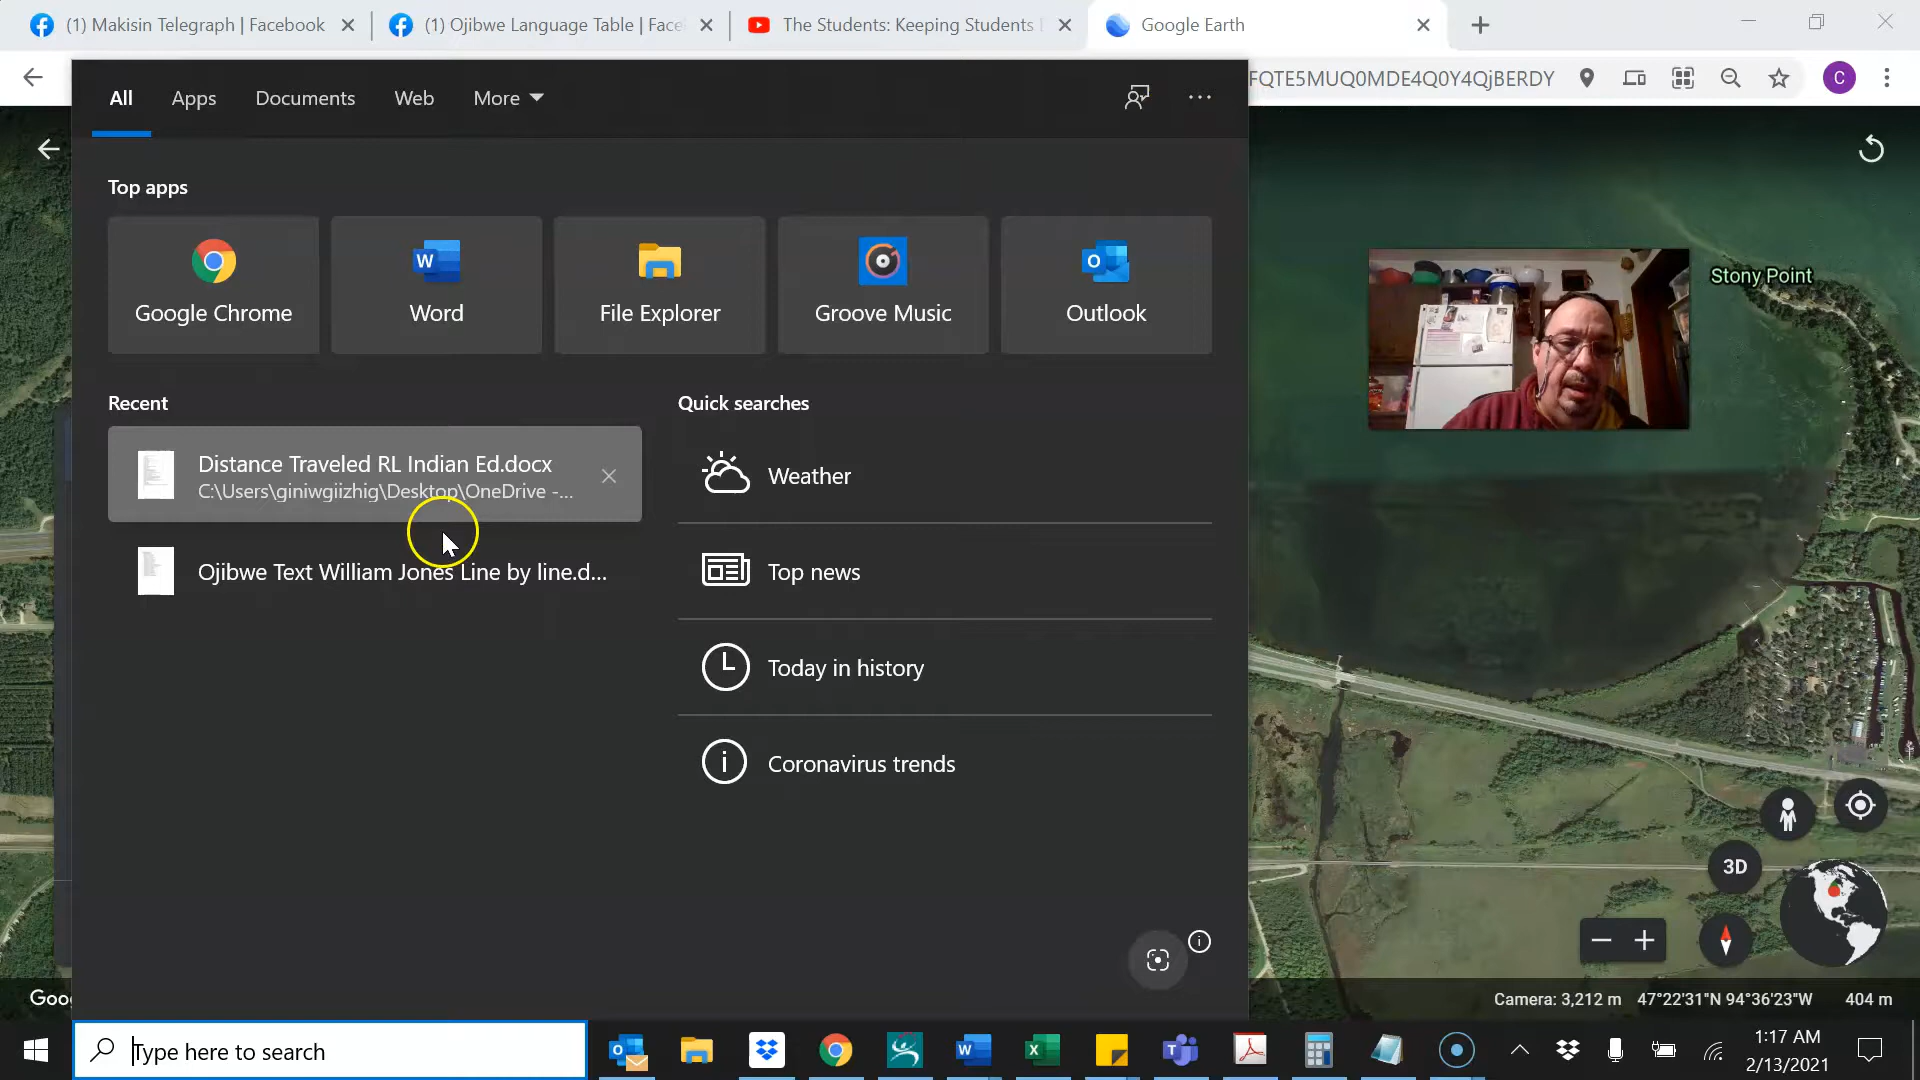 (1) Makisin Telegraph | Facebook
(1) Ojibwe Language Table | Face
The Students: Keeping Students
Google Earth
FQTE5MUQ0MDE4Q0Y4QjBERDY
C
All
Apps
Documents
Web
More
Top apps
Google Chrome
Word
File Explorer
Groove Music
Outlook
Stony Point
Recent
Quick searches
Distance Traveled RL Indian Ed.docx
C:\Users\giniwgiizhig\Desktop\OneDrive -...
Weather
Ojibwe Text William Jones Line by line.d...
Top news
Today in history
Coronavirus trends
3D
Goo
Camera: 3,212 m 47°22'31"N 94°36'23"W 404 m
Type here to search
1:17 AM
2/13/2021